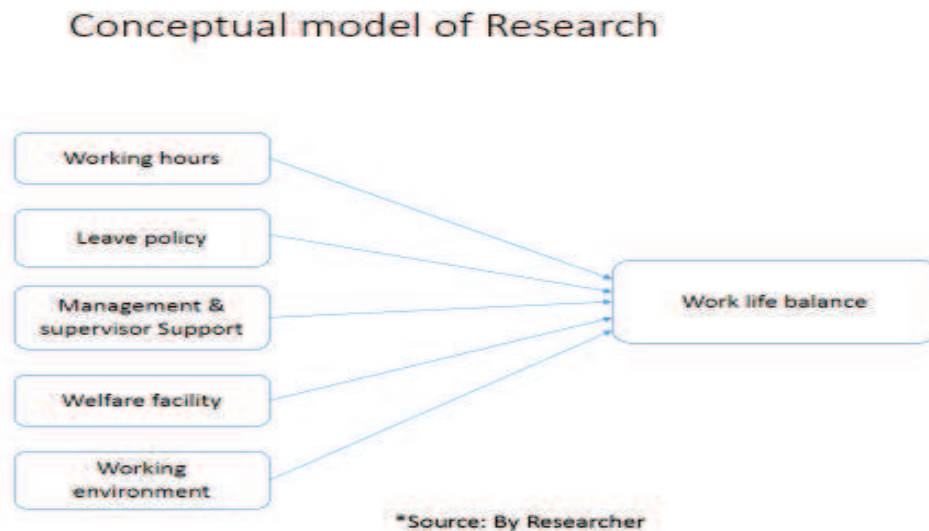 Conceptual model of Research
Working hours
Leave policy
Management &
supervisor Support
Welfare facility
Working
environment
Work life balance
*Source: By Researcher